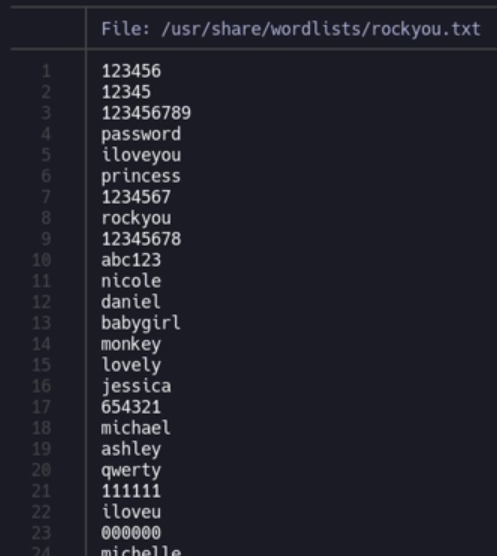 File: /usr/share/wordlists/rockyou.txt
1 123456
2 12345
3 123456789
4 password
5 iloveyou
6 princess
7 1234567
8 rockyou
9 12345678
10 abc123
11 nicole
12 daniel
13 babygirl
14 monkey
15 lovely
16 jessica
17 654321
18 michael
19 ashley
20 qwerty
21 111111
22 iloveu
23 000000
24 michelle